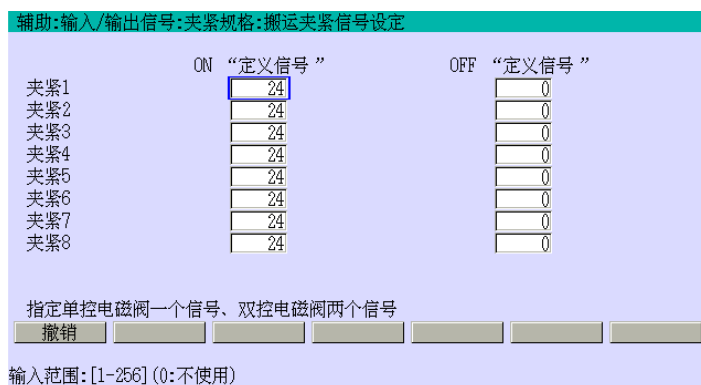 辅助:输入/输出信号:夹紧规格:搬运夹紧信号设定
ON “定义信号 ” OFF “定义信号 ”
夹紧1 24 0
夹紧2 24 0
夹紧3 24 0
夹紧4 24 0
夹紧5 24 0
夹紧6 24 0
夹紧7 24 0
夹紧8 24 0
指定单控电磁阀一个信号、双控电磁阀两个信号
撤销
输入范围:[1-256](0:不使用)